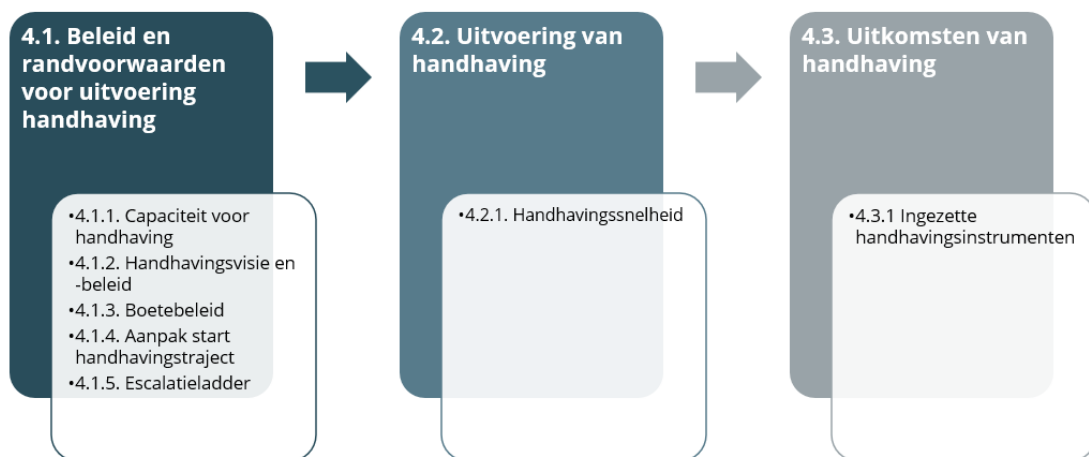 4.1. Beleid en
randvoorwaarden
voor uitvoering
handhaving
•4.1.1. Capaciteit voor
handhaving
•4.1.2. Handhavingsvisie en
-beleid
•4.1.3. Boetebeleid
•4.1.4. Aanpak start
handhavingstraject
•4.1.5. Escalatieladder
4.2. Uitvoering van
handhaving
•4.2.1. Handhavingssnelheid
4.3. Uitkomsten van
handhaving
•4.3.1 Ingezette
handhavingsinstrumenten